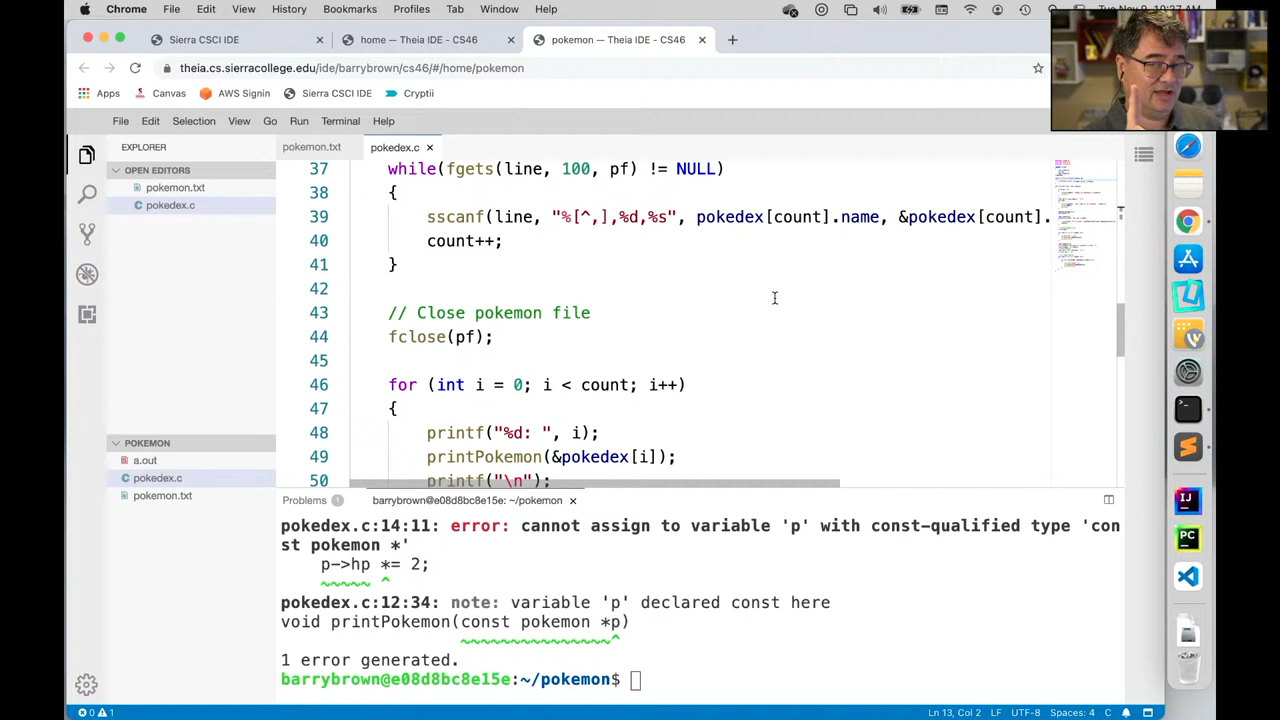 Chrome File Edit View History Bookmarks Profiles Tab Window Help
Sierra CSCI IDE
Theia IDE -
pokemon — Theia IDE - CS46
theia.cs.sierracollege.edu/ide/barrybrown/cs46/#/home/pokemon
Apps Canvas AWS Signin Sierra CSCI IDE Cryptii
File Edit Selection View Go Run Terminal Help
EXPLORER
pokemon.txt pokedex.c
OPEN EDITORS
pokemon.txt
pokedex.c
POKEMON
a.out
pokedex.c
pokemon.txt
37 while gets(line, 100, pf) != NULL)
38 {
39 sscanf(line, "%[^,],%d,%s", pokedex[count].name, &pokedex[count].
40 count++;
41 }
42
43 // Close pokemon file
44 fclose(pf);
45
46 for (int i = 0; i < count; i++)
47 {
48 printf("%d: ", i);
49 printPokemon(&pokedex[i]);
50 printf("\n");
Problems 1 barrybrown@e08d8bc8e15e: ~/pokemon
pokedex.c:14:11: error: cannot assign to variable 'p' with const-qualified type 'con
st pokemon *'
p->hp *= 2;
~~~~~ ^
pokedex.c:12:34: note: variable 'p' declared const here
void printPokemon(const pokemon *p)
~~~~~~~~~~~~~~~^
1 error generated.
barrybrown@e08d8bc8e15e:~/pokemon$
0 1 Ln 13, Col 2 LF UTF-8 Spaces: 4 C